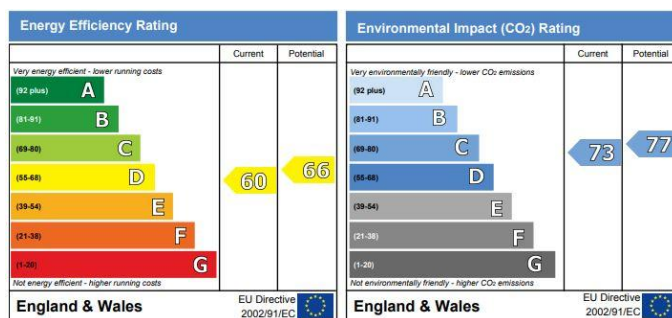 Energy Efficiency Rating
Current Potential
Very energy efficient - lower running costs
(92 plus) A
(81-91) B
(69-80) C
(55-68) D
(39-54) E
(21-38) F
(1-20) G
60
66
Not energy efficient - higher running costs
England & Wales
EU Directive
2002/91/EC
Environmental Impact (CO₂) Rating
Current Potential
Very environmentally friendly - lower CO₂ emissions
(92 plus) A
(81-91) B
(69-80) C
(55-68) D
(39-54) E
(21-38) F
(1-20) G
73
77
Not environmentally friendly - higher CO₂ emissions
England & Wales
EU Directive
2002/91/EC